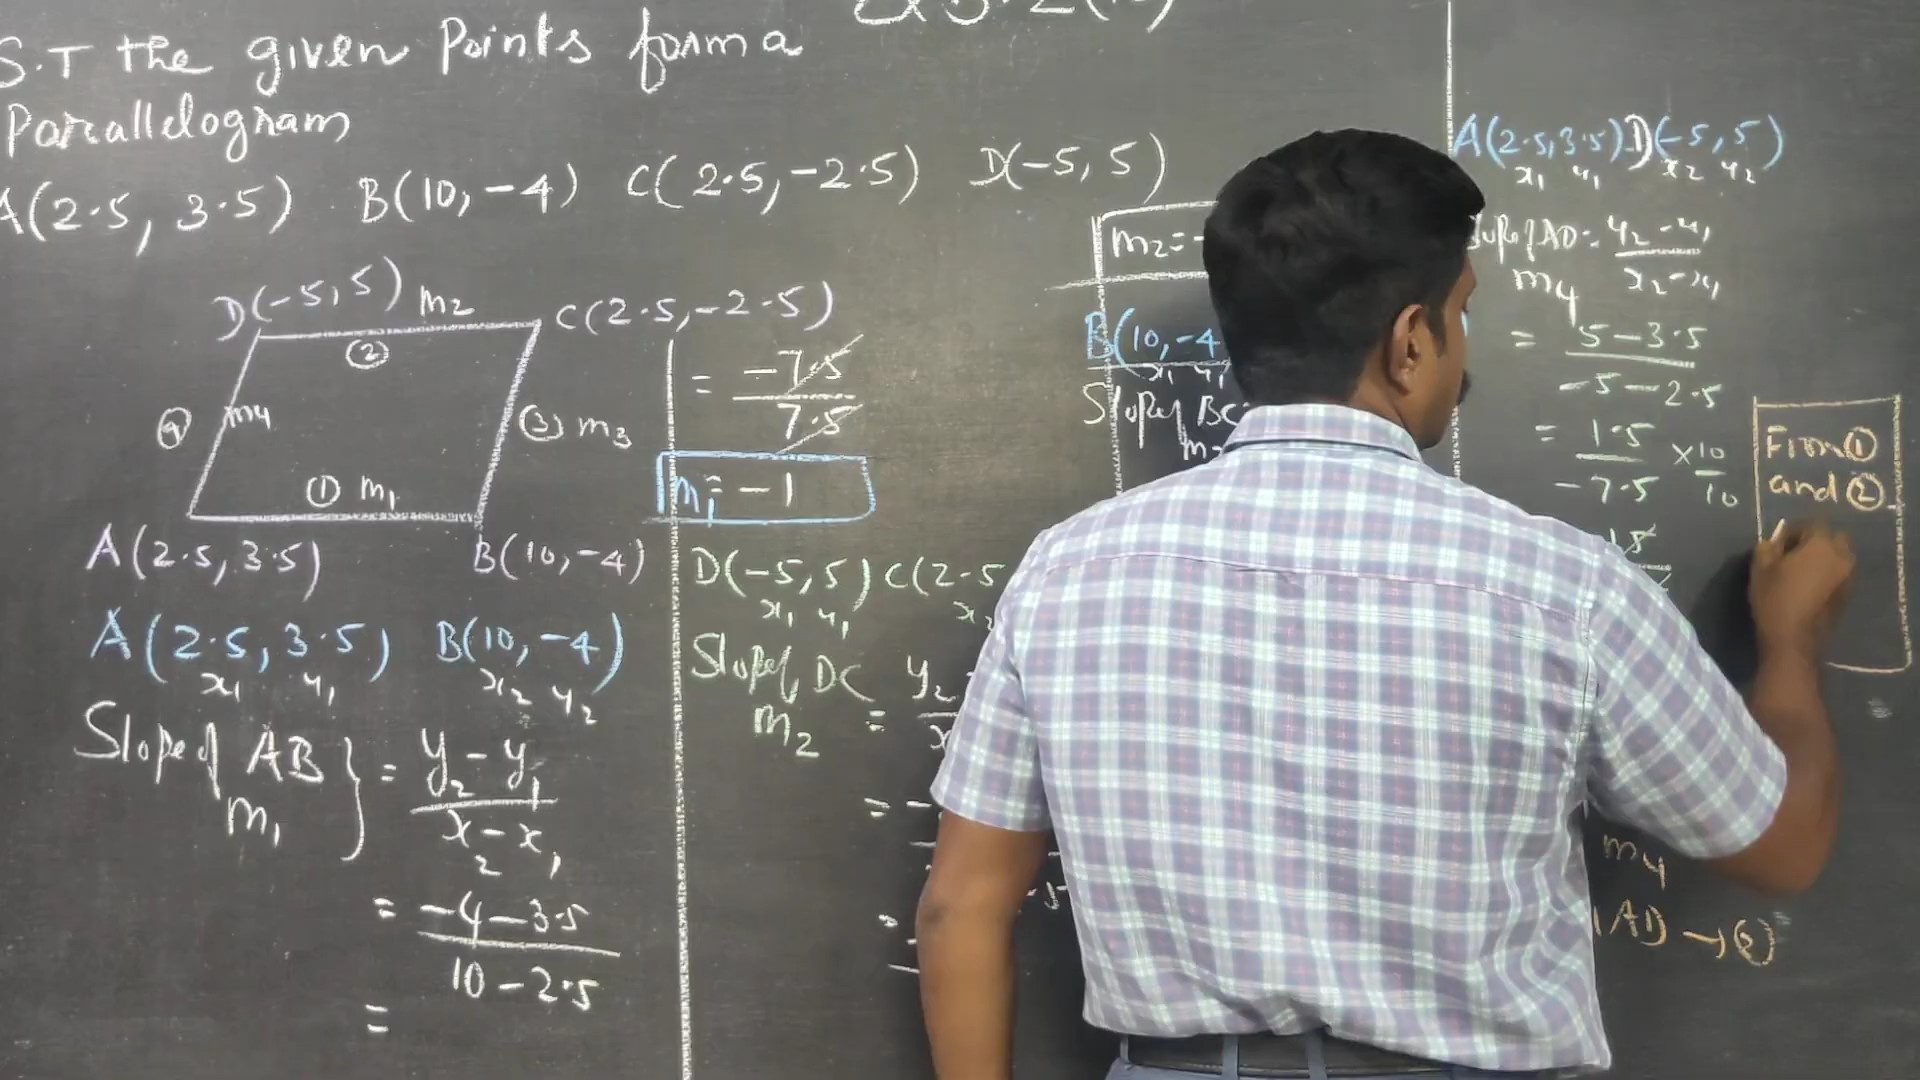 S.T the given Points form a
Parallelogram
A(2.5, 3.5) B(10, -4) C(2.5, -2.5) D(-5, 5)
D(-5, 5) m2 C(2.5, -2.5)
②
④ m4 ③ m3
① m1
A(2.5, 3.5) B(10, -4)
A(2.5, 3.5) B(10, -4)
x1 y1 x2 y2
Slope of AB } = y2 - y1
m1 x2 - x1
= -4 - 3.5
10 - 2.5
=
= -7.5
7.5
m1 = -1
D(-5, 5) C(2.5
x1 y1 x2
Slope of DC = y2
m2
= -
m2 = -
B(10, -4
x1 y1
Slope of BC
A(2.5, 3.5) D(-5, 5)
x1 y1 x2 y2
Slope of AD = y2 - y1
m4 x2 - x1
= 5 - 3.5
-5 - 2.5
= 1.5 × 10
-7.5 10
15
m4
AD → ②
From ①
and ②